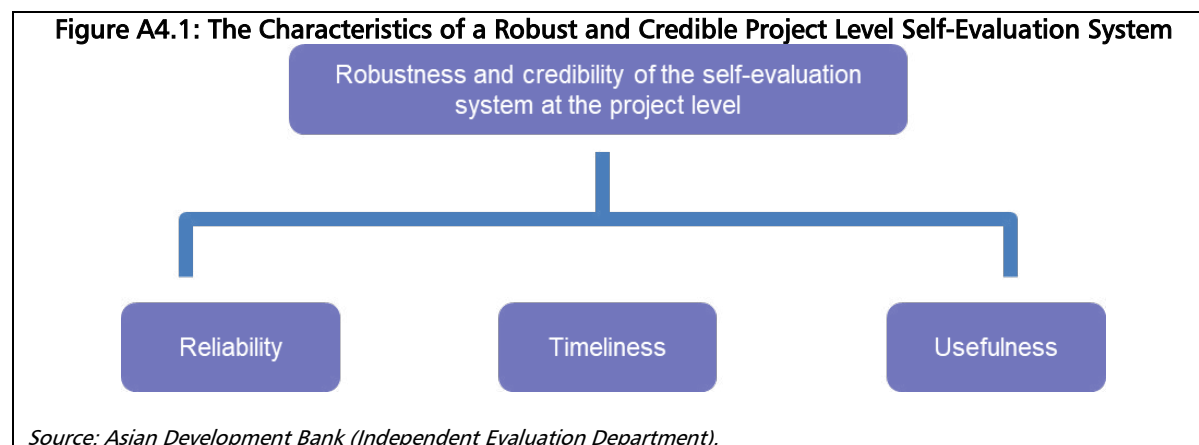 Figure A4.1: The Characteristics of a Robust and Credible Project Level Self-Evaluation System
Robustness and credibility of the self-evaluation
system at the project level
Reliability
Timeliness
Usefulness
Source: Asian Development Bank (Independent Evaluation Department).